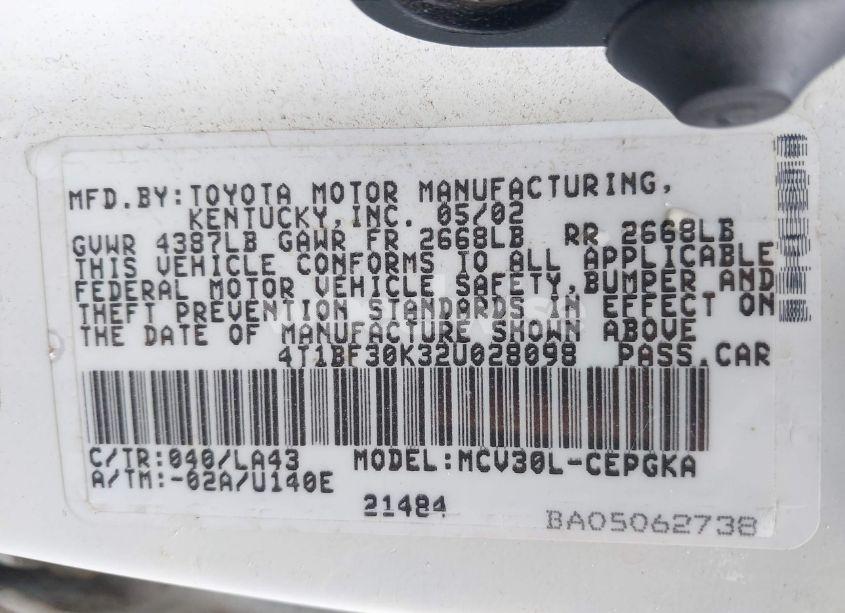 MFD.BY:TOYOTA MOTOR MANUFACTURING,
KENTUCKY,INC. 05/02
GVWR 4387LB GAWR FR 2668LB RR 2668LB
THIS VEHICLE CONFORMS TO ALL APPLICABLE
FEDERAL MOTOR VEHICLE SAFETY,BUMPER AND
THEFT PREVENTION STANDARDS IN EFFECT ON
THE DATE OF MANUFACTURE SHOWN ABOVE
4T1BF30K32U028098 PASS.CAR
C/TR:040/LA43 MODEL:MCV30L-CEPGKA
A/TM:-02A/U140E
21484
BA05062738